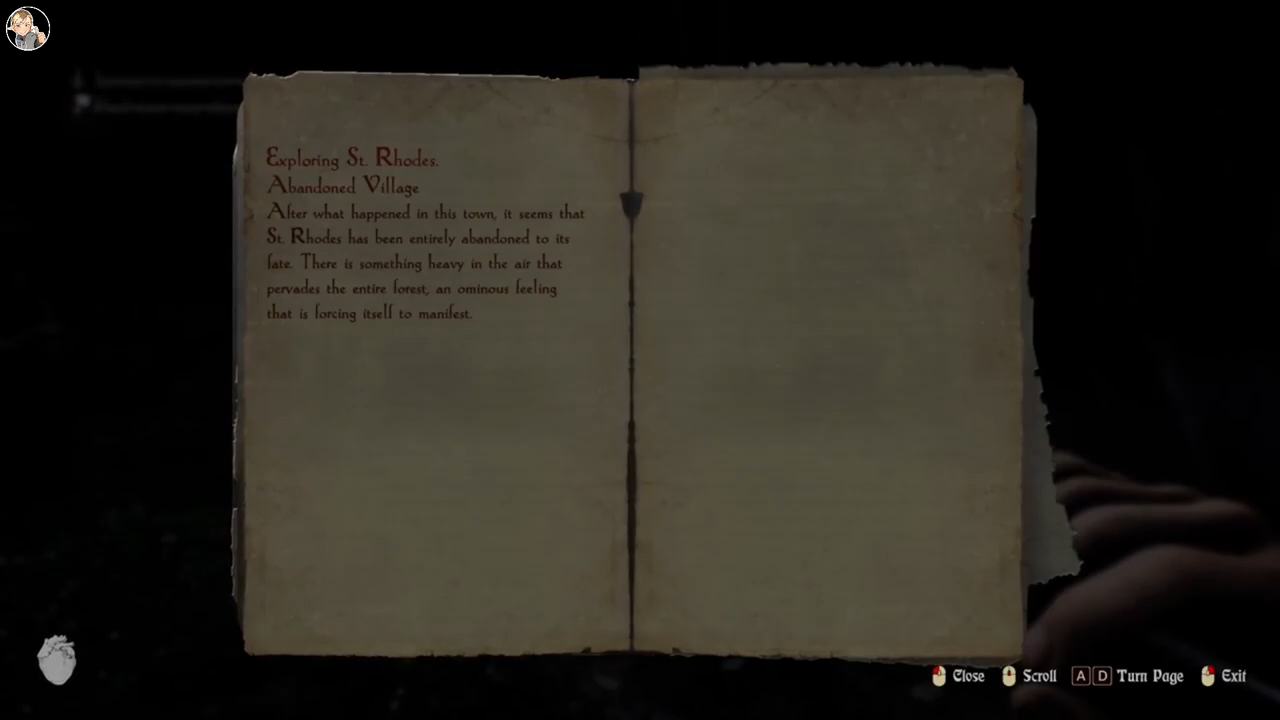 Exploring St. Rhodes.
Abandoned Village
After what happened in this town, it seems that
St. Rhodes has been entirely abandoned to its
fate. There is something heavy in the air that
pervades the entire forest, an ominous feeling
that is forcing itself to manifest.
Close Scroll A D Turn Page Exit